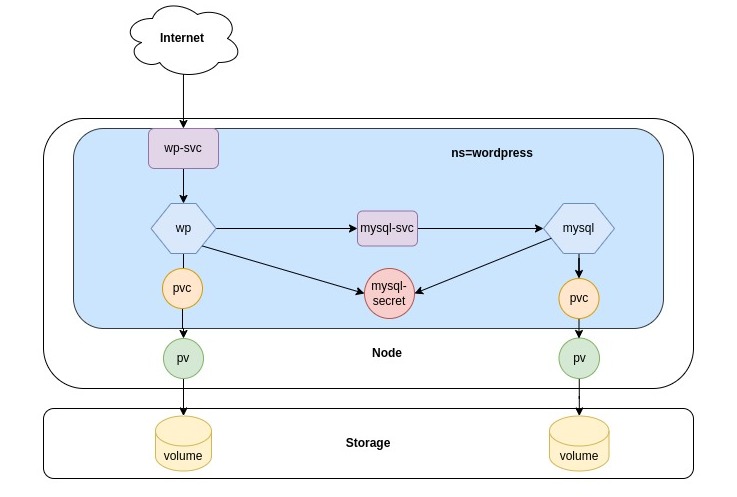 Internet
wp-svc
ns=wordpress
wp
mysql-svc
mysql
pvc
mysql-
secret
pvc
pv
Node
pv
Storage
volume
volume